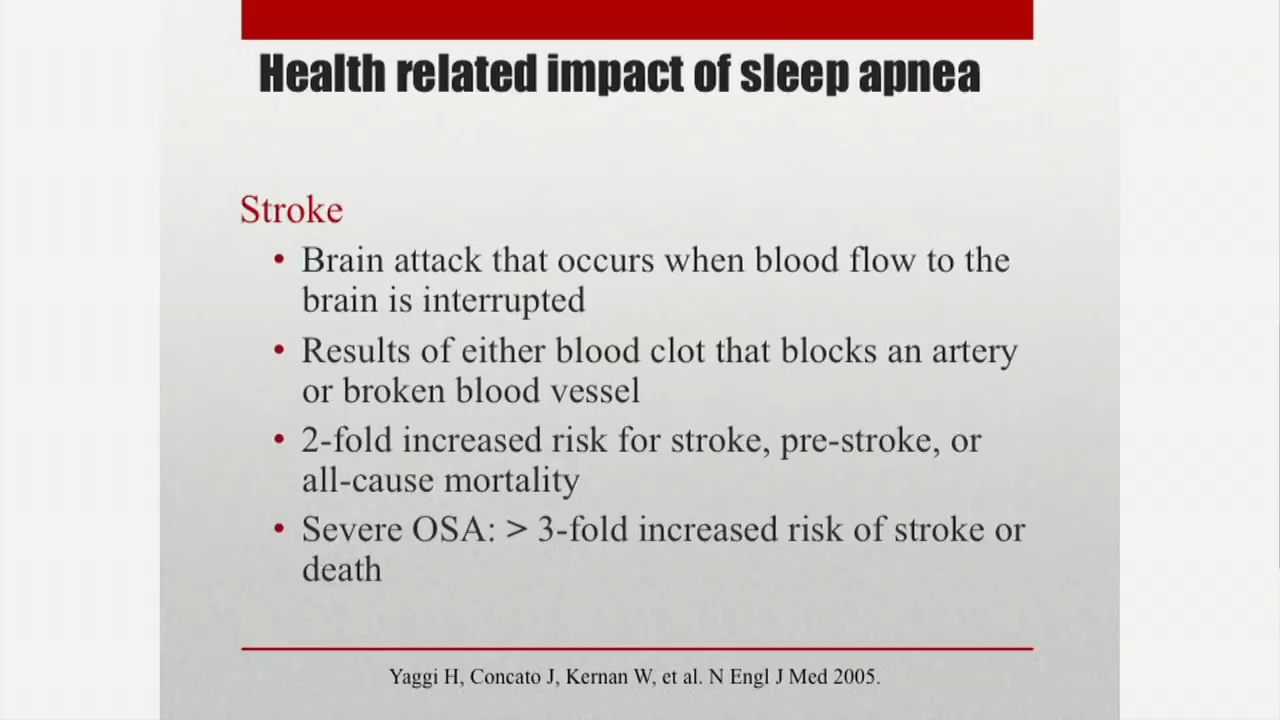 Health related impact of sleep apnea
Stroke
• Brain attack that occurs when blood flow to the
brain is interrupted
• Results of either blood clot that blocks an artery
or broken blood vessel
• 2-fold increased risk for stroke, pre-stroke, or
all-cause mortality
• Severe OSA: > 3-fold increased risk of stroke or
death
Yaggi H, Concato J, Kernan W, et al. N Engl J Med 2005.